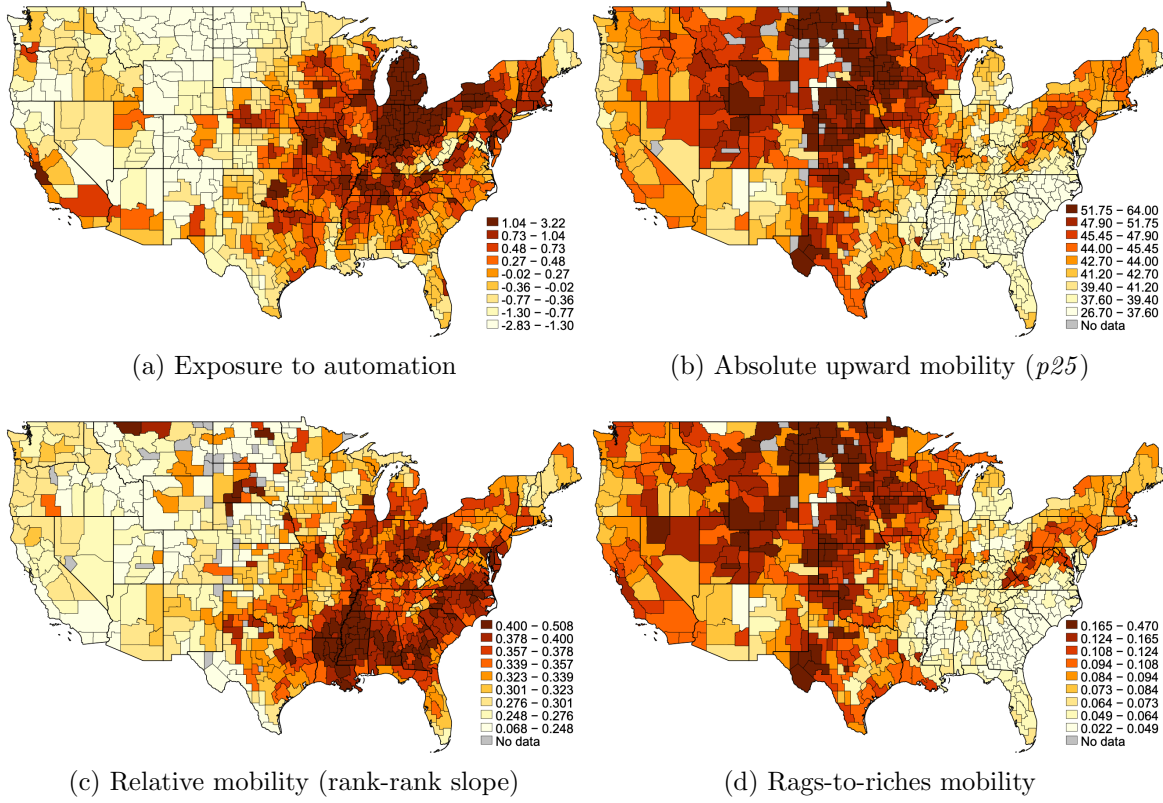 1.04 − 3.22
0.73 − 1.04
0.48 − 0.73
0.27 − 0.48
-0.02 − 0.27
-0.36 − -0.02
-0.77 − -0.36
-1.30 − -0.77
-2.83 − -1.30
(a) Exposure to automation
51.75 − 64.00
47.90 − 51.75
45.45 − 47.90
44.00 − 45.45
42.70 − 44.00
41.20 − 42.70
39.40 − 41.20
37.60 − 39.40
26.70 − 37.60
No data
(b) Absolute upward mobility (p25)
0.400 − 0.508
0.378 − 0.400
0.357 − 0.378
0.339 − 0.357
0.323 − 0.339
0.301 − 0.323
0.276 − 0.301
0.248 − 0.276
0.068 − 0.248
No data
(c) Relative mobility (rank-rank slope)
0.165 − 0.470
0.124 − 0.165
0.108 − 0.124
0.094 − 0.108
0.084 − 0.094
0.073 − 0.084
0.064 − 0.073
0.049 − 0.064
0.022 − 0.049
No data
(d) Rags-to-riches mobility